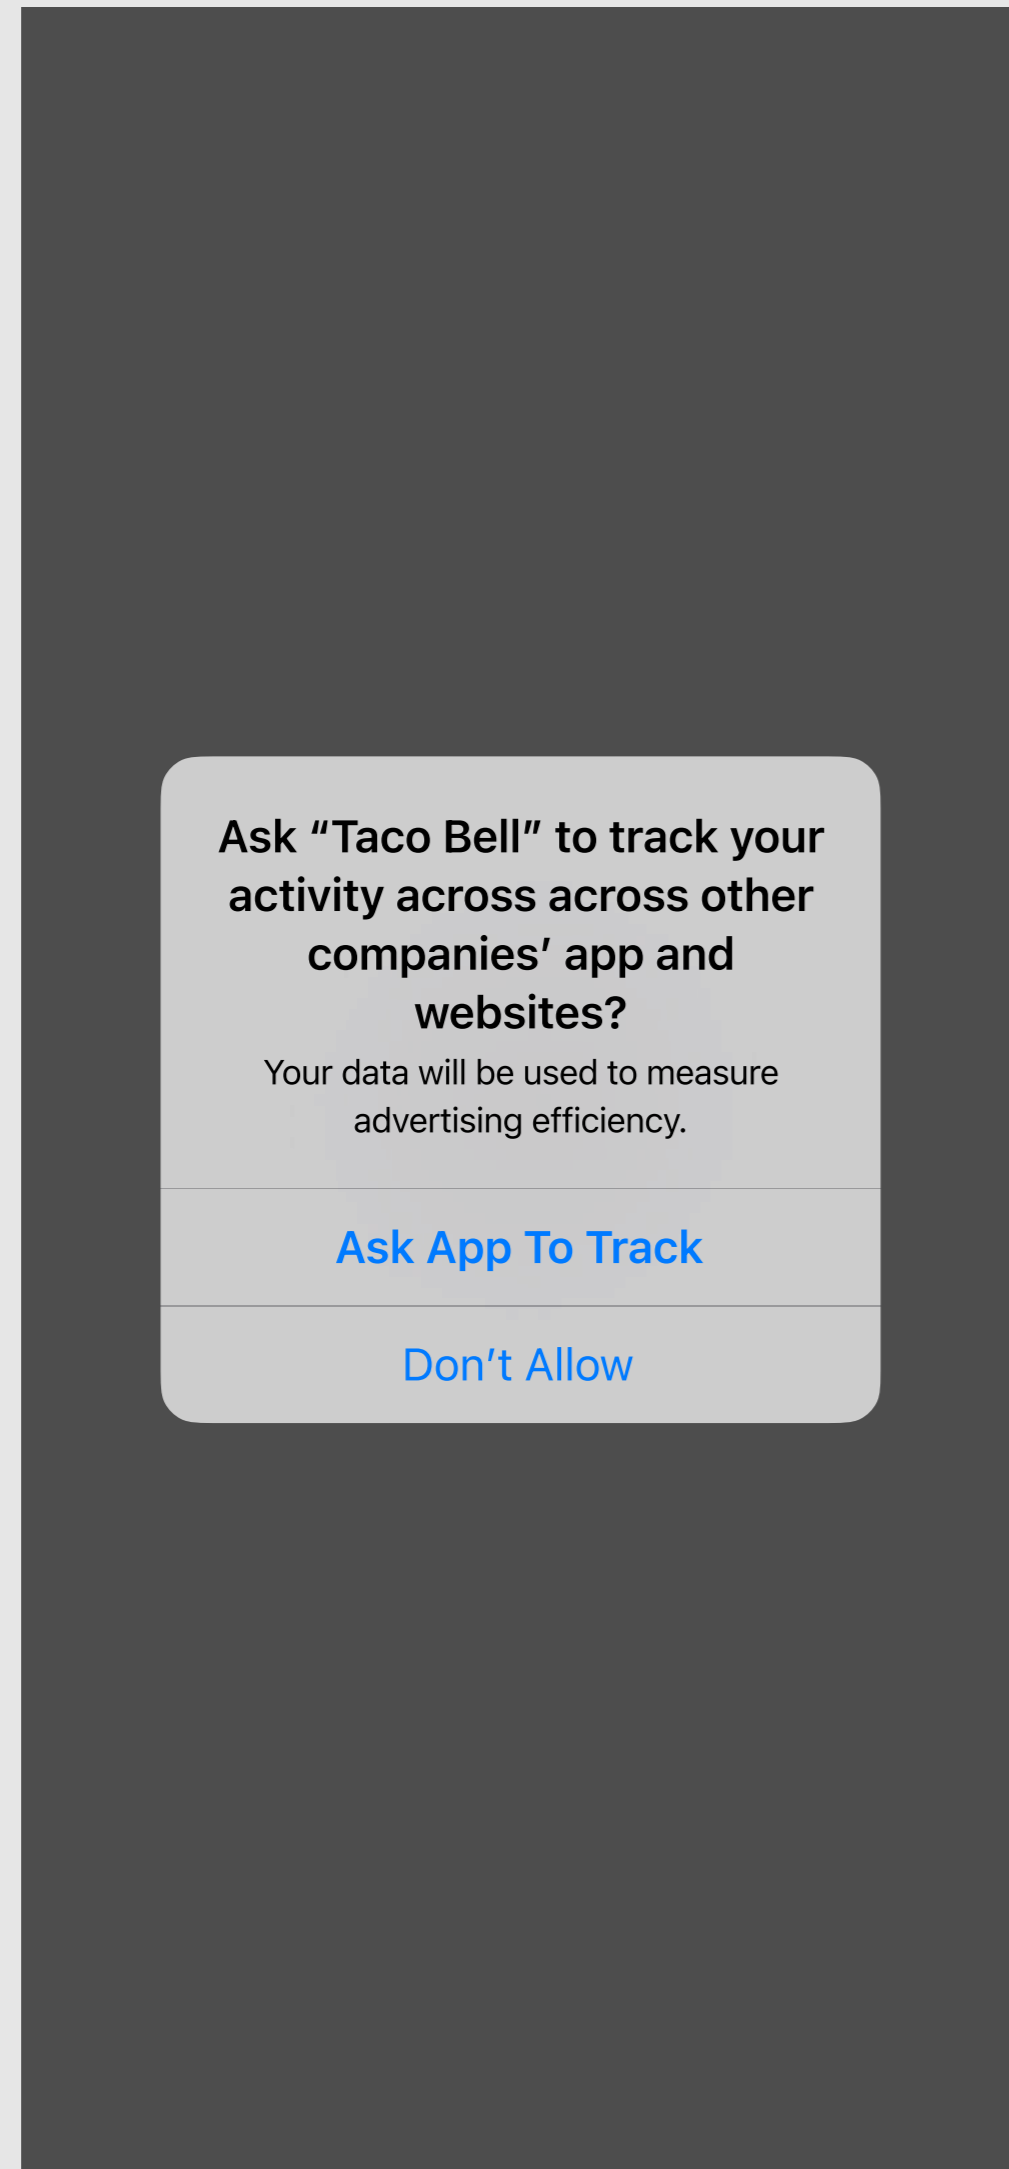 Ask “Taco Bell” to track your
activity across across other
companies’ app and
websites?
Your data will be used to measure
advertising efficiency.
Ask App To Track
Don’t Allow